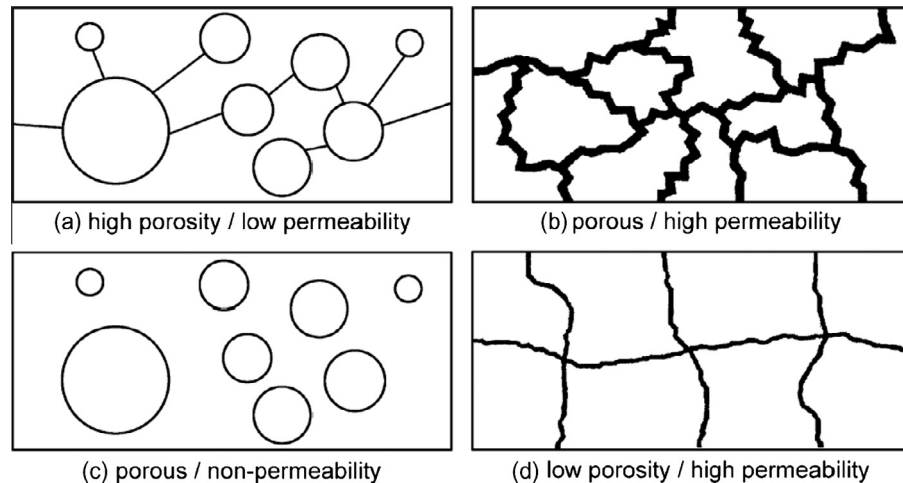 (a) high porosity / low permeability
(b) porous / high permeability
(c) porous / non-permeability
(d) low porosity / high permeability